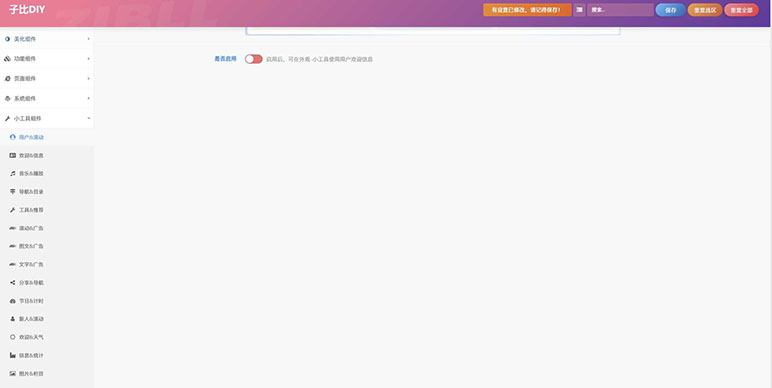 子比DIY
ZIBLL
有设置已修改，请记得保存！
搜索...
保存
重置选区
重置全部
美化组件
功能组件
页面组件
系统组件
小工具组件
用户&滚动
欢迎&信息
音乐&播放
导航&目录
工具&推荐
滚动&广告
图文&广告
文字&广告
分享&导航
节日&计时
新人&滚动
欢迎&天气
信息&统计
图片&栏目
是否启用
启用后，可在外观-小工具使用用户欢迎信息